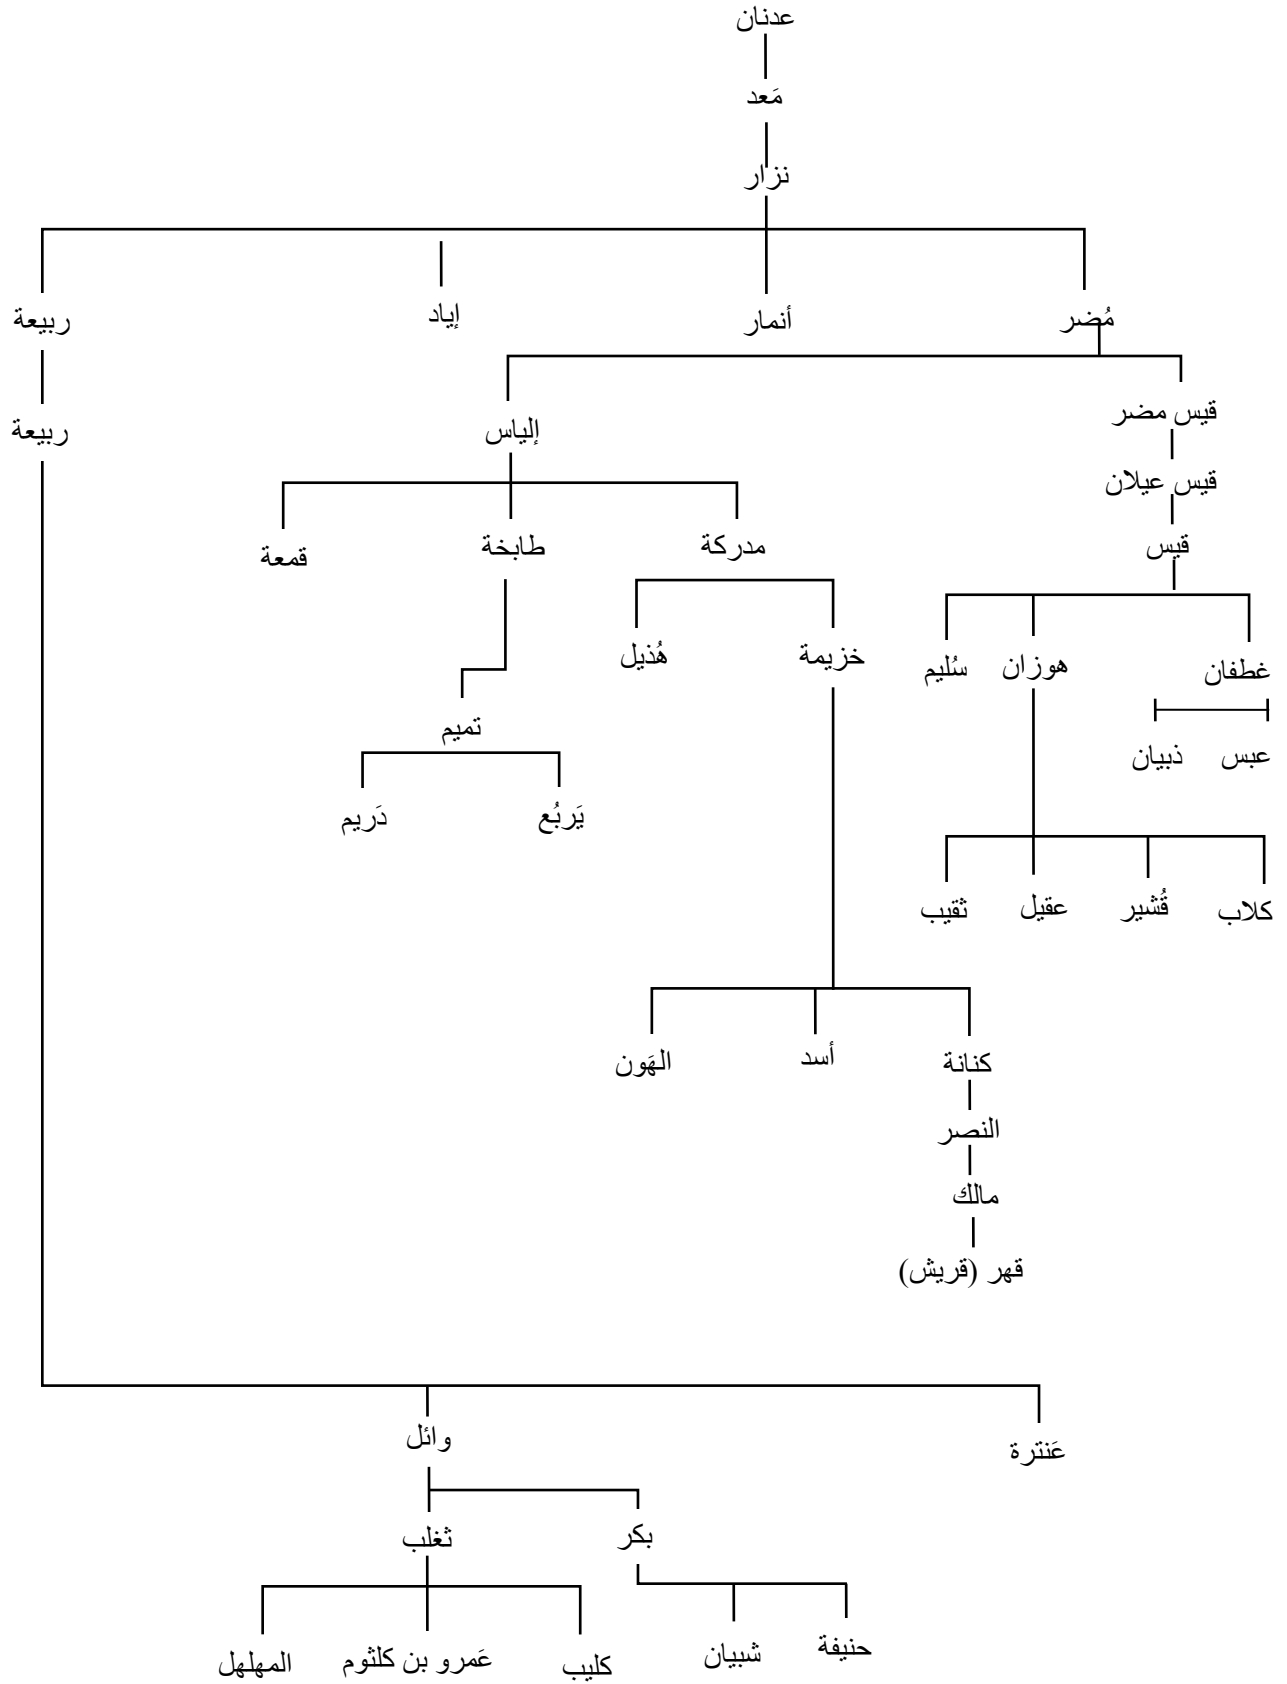 عدنان
مَعد
نزار
مُضر أنمار إياد ربيعة
قيس مضر إلياس ربيعة
قيس عيلان
قيس مدركة طابخة قمعة
غطفان هوزان سُليم خزيمة هُذيل
تميم
عبس ذبيان
يَربُع دَريم
كلاب قُشير عقيل ثقيب
كنانة أسد الهَون
النصر
مالك
قهر (قريش)
وائل عَنترة
بكر ثغلب
حنيفة شبيان كليب عَمرو بن كلثوم المهلهل